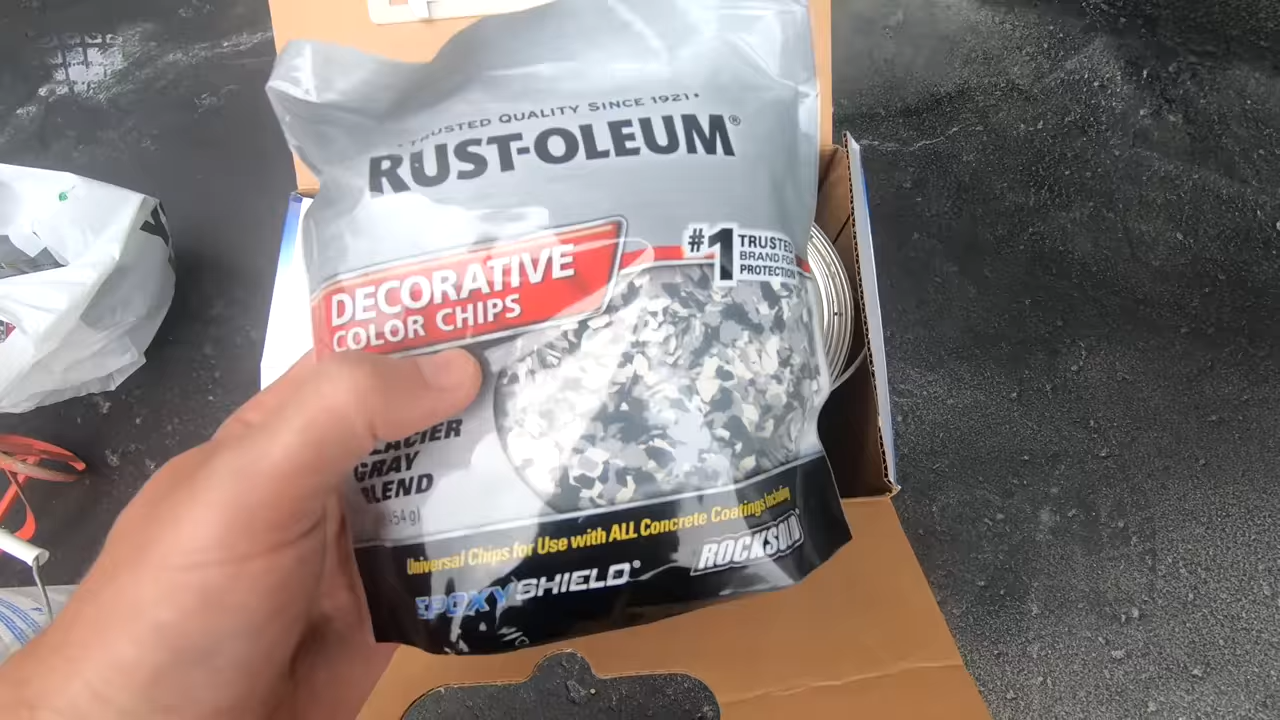 TRUSTED QUALITY SINCE 1921•
RUST-OLEUM®
#1 TRUSTED
BRAND FOR
PROTECTION
DECORATIVE
COLOR CHIPS
GLACIER
GRAY
BLEND
Universal Chips for Use with ALL Concrete Coatings Including
EPOXYSHIELD®
ROCKSOLID®